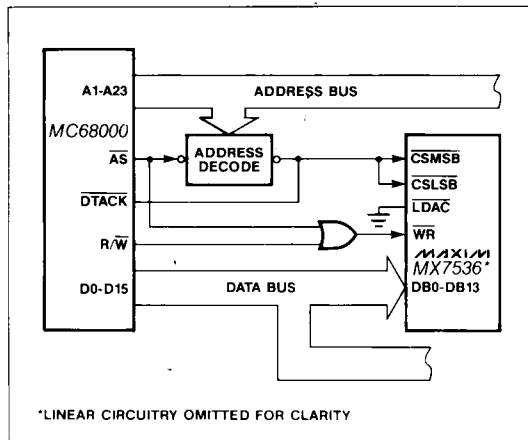 A1-A23
ADDRESS BUS
MC68000
AS
ADDRESS
DECODE
CSMSB
CSLSB
DTACK
LDAC
R/W
WR
MAXIM
MX7536*
D0-D15
DATA BUS
DB0-DB13
*LINEAR CIRCUITRY OMITTED FOR CLARITY